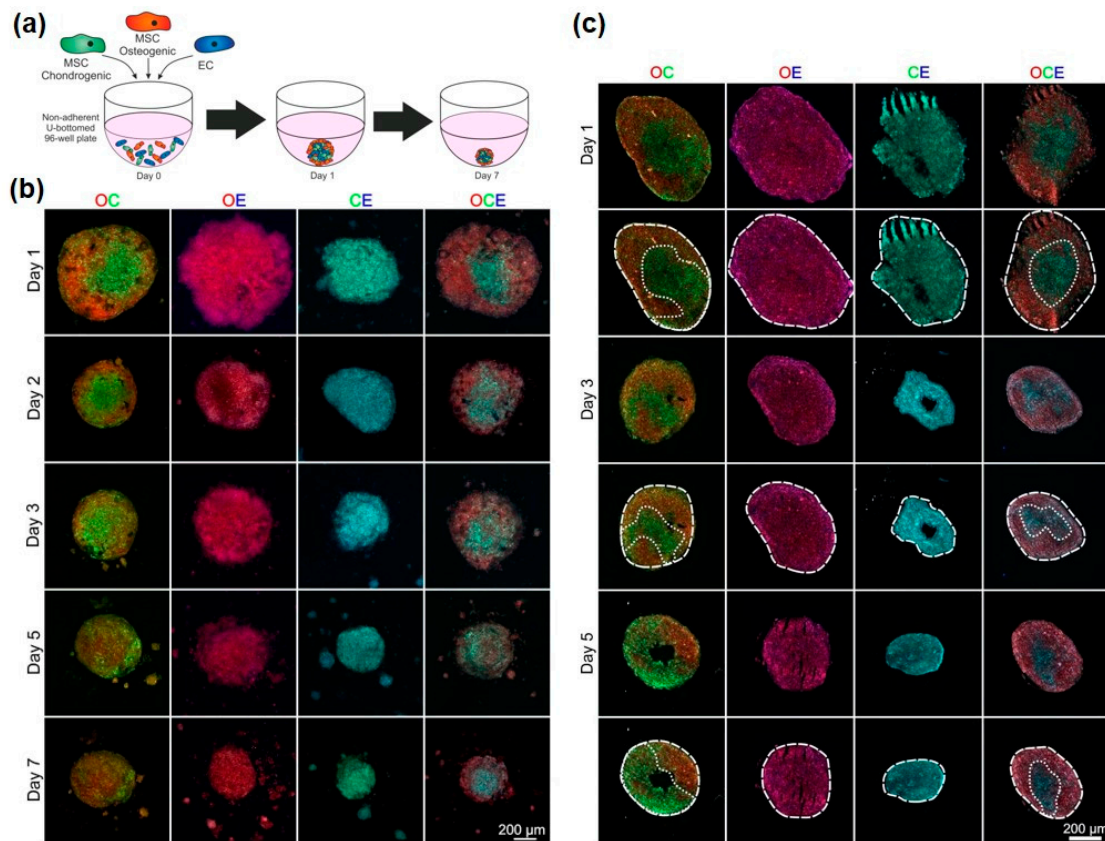 (a)
MSC
Osteogenic
MSC
Chondrogenic
EC
Non-adherent
U-bottomed
96-well plate
Day 0
Day 1
Day 7
(b)
OC
OE
CE
OCE
Day 1
Day 2
Day 3
Day 5
Day 7
200 µm
(c)
OC
OE
CE
OCE
Day 1
Day 3
Day 5
200 µm